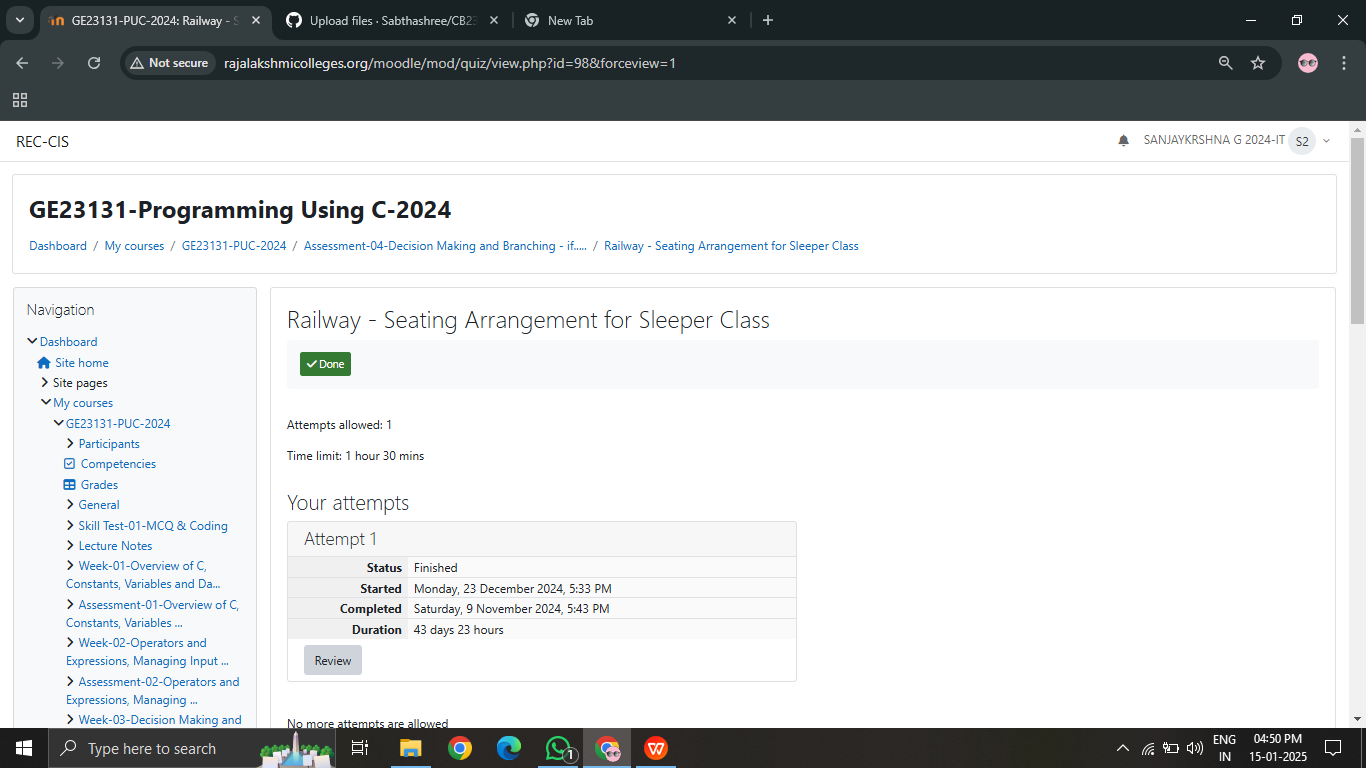 GE23131-PUC-2024: Railway - S
Upload files · Sabthashree/CB23
New Tab
Not secure
rajalakshmicolleges.org/moodle/mod/quiz/view.php?id=98&forceview=1
REC-CIS
SANJAYKRSHNA G 2024-IT S2
GE23131-Programming Using C-2024
Dashboard / My courses / GE23131-PUC-2024 / Assessment-04-Decision Making and Branching - if..... / Railway - Seating Arrangement for Sleeper Class
Navigation
Dashboard
Site home
Site pages
My courses
GE23131-PUC-2024
Participants
Competencies
Grades
General
Skill Test-01-MCQ & Coding
Lecture Notes
Week-01-Overview of C,
Constants, Variables and Da...
Assessment-01-Overview of C,
Constants, Variables ...
Week-02-Operators and
Expressions, Managing Input ...
Assessment-02-Operators and
Expressions, Managing ...
Week-03-Decision Making and
Railway - Seating Arrangement for Sleeper Class
Done
Attempts allowed: 1
Time limit: 1 hour 30 mins
Your attempts
Attempt 1
Status Finished
Started Monday, 23 December 2024, 5:33 PM
Completed Saturday, 9 November 2024, 5:43 PM
Duration 43 days 23 hours
Review
No more attempts are allowed
Type here to search
1
ENG
IN
04:50 PM
15-01-2025